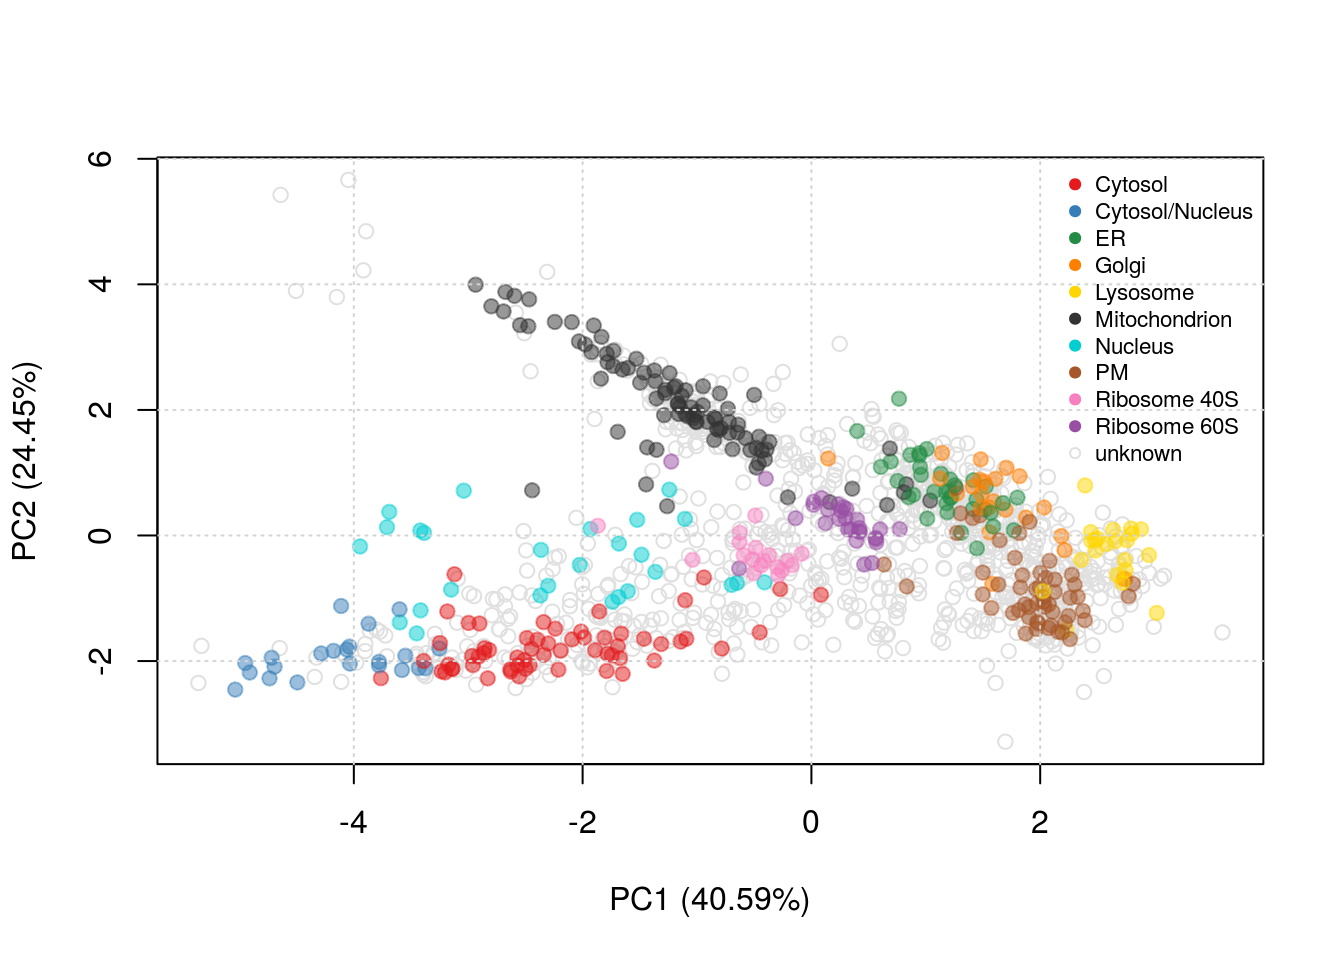 6
4
2
0
-2
PC2 (24.45%)
Cytosol
Cytosol/Nucleus
ER
Golgi
Lysosome
Mitochondrion
Nucleus
PM
Ribosome 40S
Ribosome 60S
unknown
-4 -2 0 2
PC1 (40.59%)